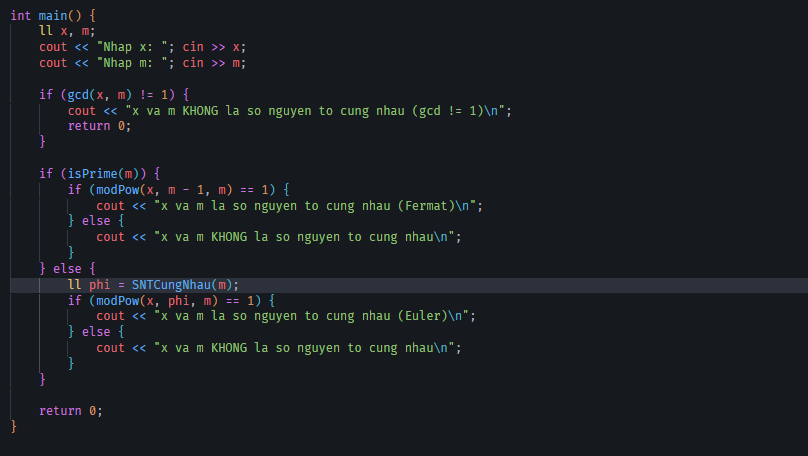 int main() {
    ll x, m;
    cout << "Nhap x: "; cin >> x;
    cout << "Nhap m: "; cin >> m;

    if (gcd(x, m) != 1) {
        cout << "x va m KHONG la so nguyen to cung nhau (gcd != 1)\n";
        return 0;
    }

    if (isPrime(m)) {
        if (modPow(x, m - 1, m) == 1) {
            cout << "x va m la so nguyen to cung nhau (Fermat)\n";
        } else {
            cout << "x va m KHONG la so nguyen to cung nhau\n";
        }
    } else {
        ll phi = SNTCungNhau(m);
        if (modPow(x, phi, m) == 1) {
            cout << "x va m la so nguyen to cung nhau (Euler)\n";
        } else {
            cout << "x va m KHONG la so nguyen to cung nhau\n";
        }
    }

    return 0;
}